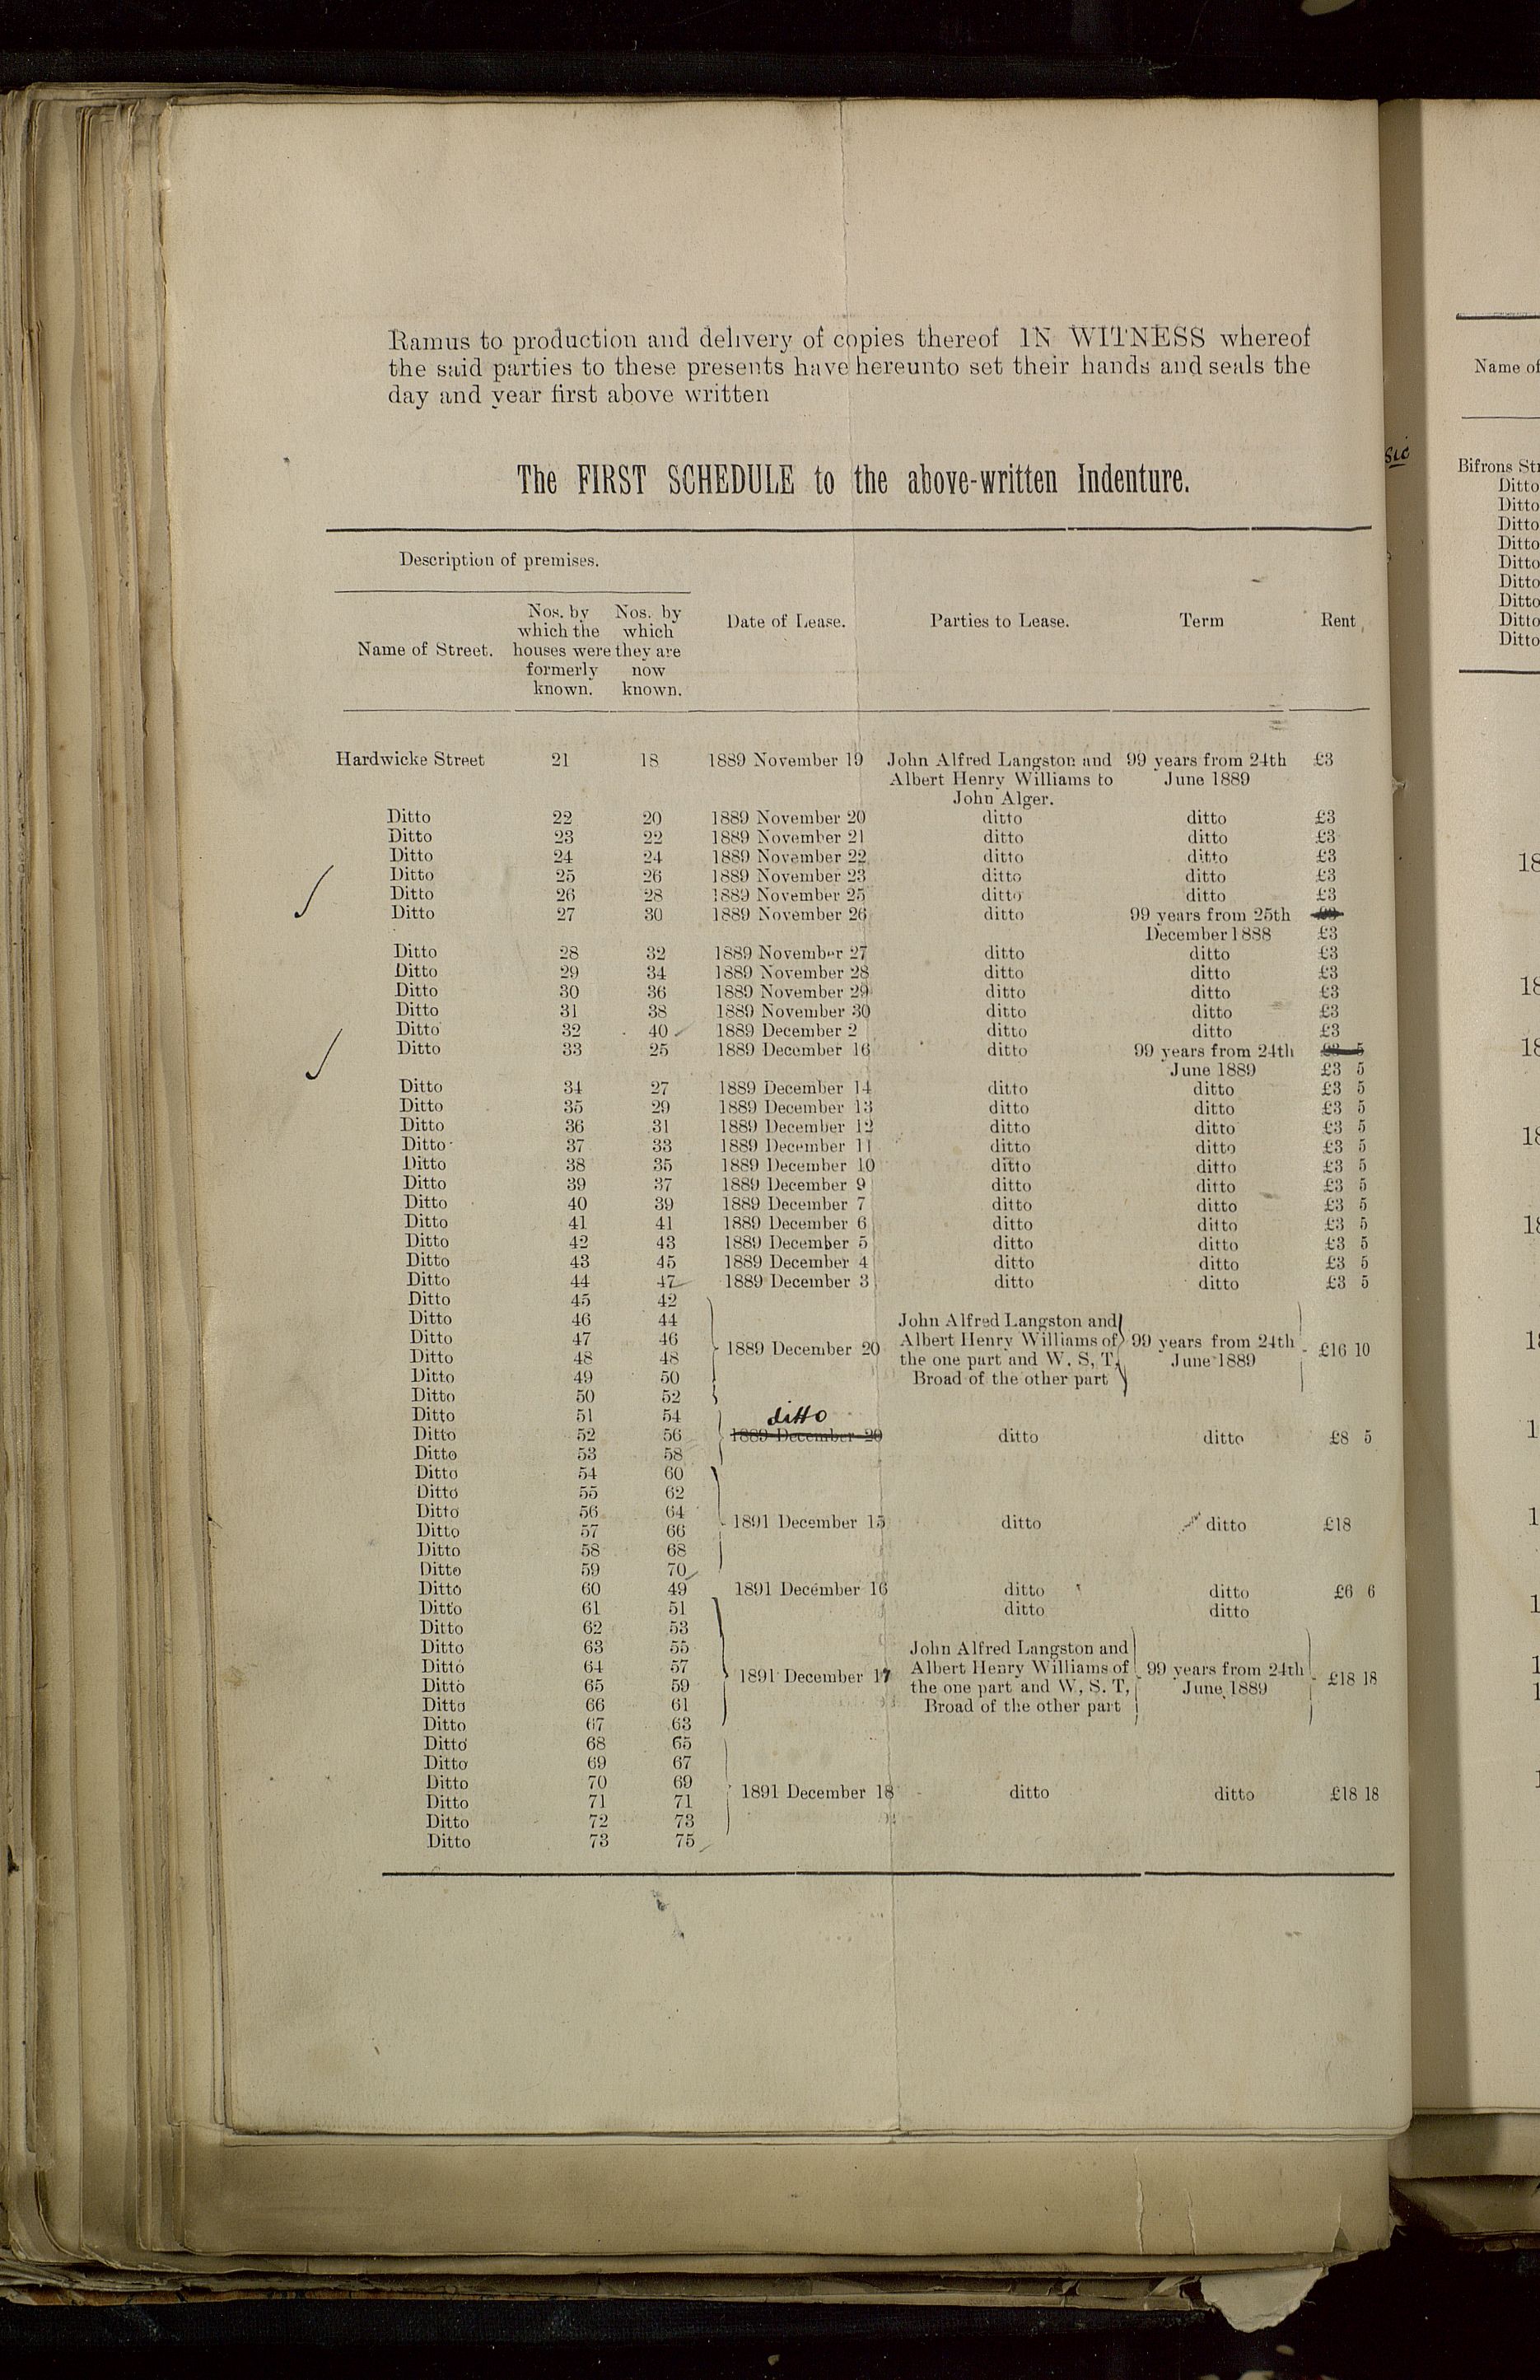 Ramus to production and delivery of copies thereof IN WITNESS whereof
the said parties to these presents have hereunto set their hands and seals the
day and year first above written
The FIRST SCHEDULE to the above-written Indenture.
Description of premises.
Name of Street.
Nos. by
which the
houses were
formerly
known.
Nos. by
which
they are
now
known.
Date of Lease.
Parties to Lease.
Term
Rent
Hardwicke Street 21 18 1889 November 19 John Alfred Langston and 99 years from 24th £3
Albert Henry Williams to June 1889
John Alger.
Ditto 22 20 1889 November 20 ditto ditto £3
Ditto 23 22 1889 November 21 ditto ditto £3
Ditto 24 24 1889 November 22 ditto ditto £3
Ditto 25 26 1889 November 23 ditto ditto £3
Ditto 26 28 1889 November 25 ditto ditto £3
Ditto 27 30 1889 November 26 ditto 99 years from 25th
December 1888 £3
Ditto 28 32 1889 November 27 ditto ditto £3
Ditto 29 34 1889 November 28 ditto ditto £3
Ditto 30 36 1889 November 29 ditto ditto £3
Ditto 31 38 1889 November 30 ditto ditto £3
Ditto 32 40 1889 December 2 ditto ditto £3
Ditto 33 25 1889 December 16 ditto 99 years from 24th £3 5
June 1889 £3 5
Ditto 34 27 1889 December 14 ditto ditto £3 5
Ditto 35 29 1889 December 13 ditto ditto £3 5
Ditto 36 31 1889 December 12 ditto ditto £3 5
Ditto 37 33 1889 December 11 ditto ditto £3 5
Ditto 38 35 1889 December 10 ditto ditto £3 5
Ditto 39 37 1889 December 9 ditto ditto £3 5
Ditto 40 39 1889 December 7 ditto ditto £3 5
Ditto 41 41 1889 December 6 ditto ditto £3 5
Ditto 42 43 1889 December 5 ditto ditto £3 5
Ditto 43 45 1889 December 4 ditto ditto £3 5
Ditto 44 47 1889 December 3 ditto ditto £3 5
Ditto 45 42
Ditto 46 44
Ditto 47 46
Ditto 48 48
Ditto 49 50
Ditto 50 52
1889 December 20
John Alfred Langston and
Albert Henry Williams of
the one part and W. S, T,
Broad of the other part
99 years from 24th
June 1889
£16 10
Ditto 51 54
Ditto 52 56
Ditto 53 58
ditto
1889 December 20 ditto ditto £8 5
Ditto 54 60
Ditto 55 62
Ditto 56 64
Ditto 57 66
Ditto 58 68
Ditto 59 70
1891 December 15 ditto ditto £18
Ditto 60 49 1891 December 16 ditto ditto £6 6
Ditto 61 51 ditto ditto
Ditto 62 53
Ditto 63 55
Ditto 64 57
Ditto 65 59
Ditto 66 61
Ditto 67 63
1891 December 17
John Alfred Langston and
Albert Henry Williams of
the one part and W, S. T,
Broad of the other part
99 years from 24th
June 1889
£18 18
Ditto 68 65
Ditto 69 67
Ditto 70 69
Ditto 71 71
Ditto 72 73
Ditto 73 75
1891 December 18 ditto ditto £18 18
sic
Name of
Bifrons
Ditto
Ditto
Ditto
Ditto
Ditto
Ditto
Ditto
Ditto
Ditto